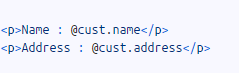 <p>Name : @cust.name</p>
<p>Address : @cust.address</p>